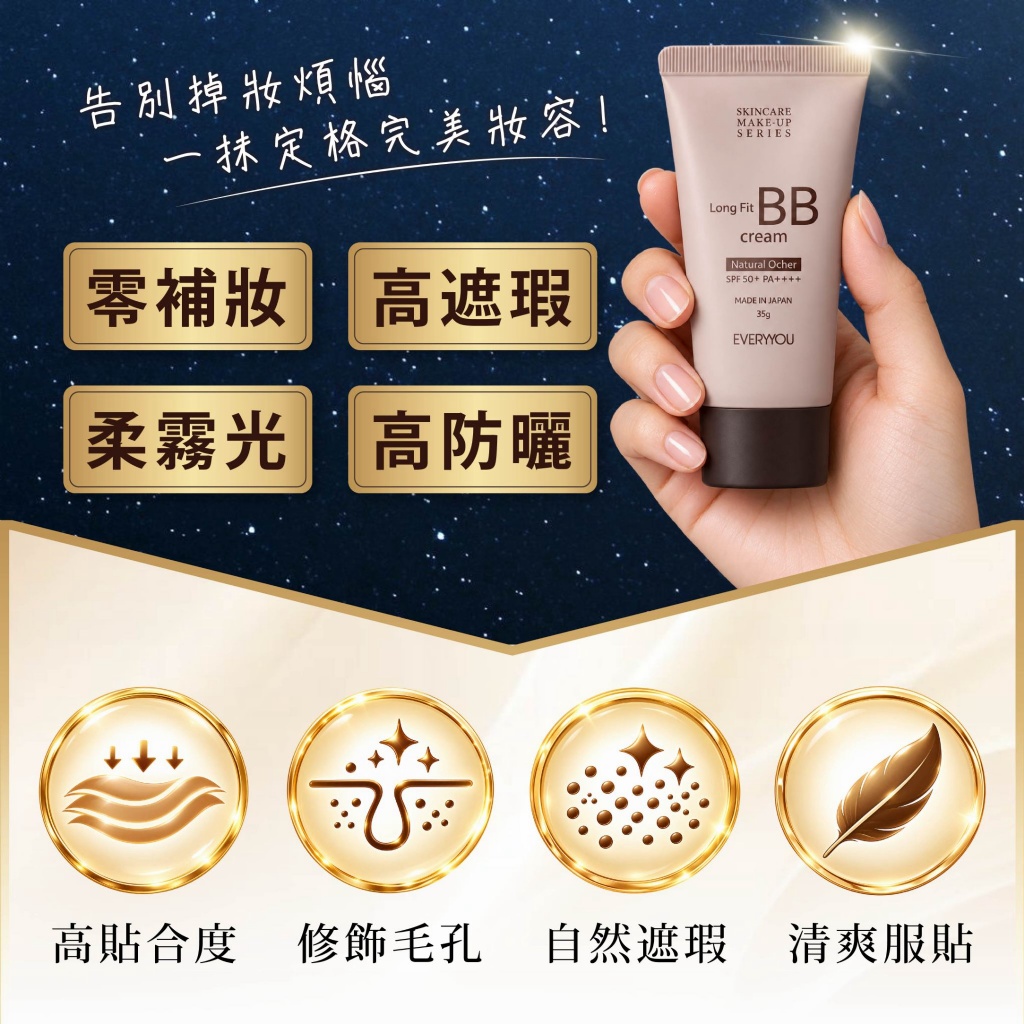 告別掉妝煩惱
一抹定格完美妝容!
零補妝
高遮瑕
柔霧光
高防曬
SKINCARE
MAKE-UP
SERIES
Long Fit BB
cream
Natural Ocher
SPF 50+ PA++++
MADE IN JAPAN
35g
EVERYYOU
高貼合度
修飾毛孔
自然遮瑕
清爽服貼